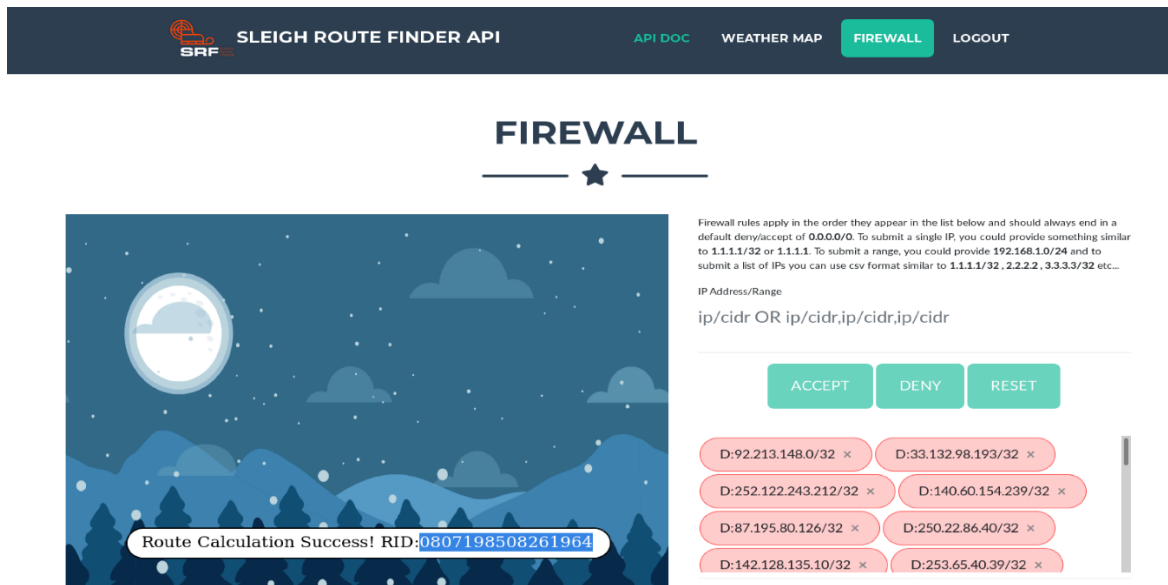 SRF
SLEIGH ROUTE FINDER API
API DOC
WEATHER MAP
FIREWALL
LOGOUT
FIREWALL
Firewall rules apply in the order they appear in the list below and should always end in a
default deny/accept of 0.0.0.0/0. To submit a single IP, you could provide something similar
to 1.1.1.1/32 or 1.1.1.1. To submit a range, you could provide 192.168.1.0/24 and to
submit a list of IPs you can use csv format similar to 1.1.1.1/32 , 2.2.2.2 , 3.3.3.3/32 etc...
IP Address/Range
ip/cidr OR ip/cidr,ip/cidr,ip/cidr
ACCEPT
DENY
RESET
D:92.213.148.0/32 ×
D:33.132.98.193/32 ×
D:252.122.243.212/32 ×
D:140.60.154.239/32 ×
D:87.195.80.126/32 ×
D:250.22.86.40/32 ×
D:142.128.135.10/32 ×
D:253.65.40.39/32 ×
Route Calculation Success! RID:0807198508261964